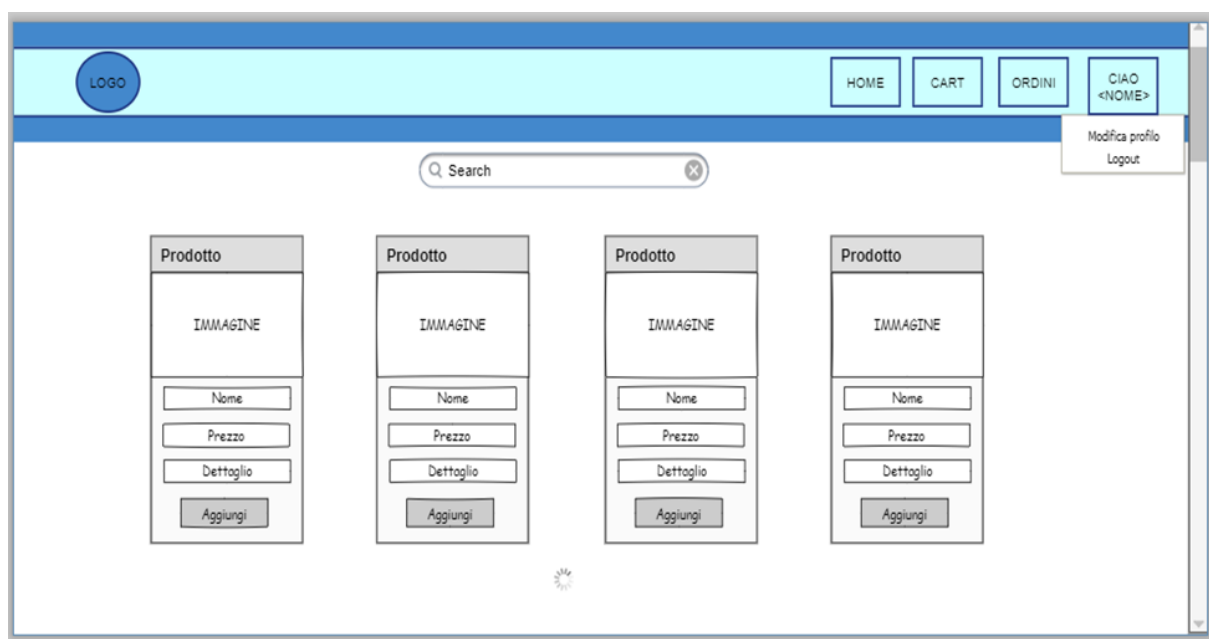 LOGO
HOME
CART
ORDINI
CIAO
<NOME>
Modifica profilo
Logout
Search
Prodotto
Prodotto
Prodotto
Prodotto
IMMAGINE
IMMAGINE
IMMAGINE
IMMAGINE
Nome
Nome
Nome
Nome
Prezzo
Prezzo
Prezzo
Prezzo
Dettaglio
Dettaglio
Dettaglio
Dettaglio
Aggiungi
Aggiungi
Aggiungi
Aggiungi